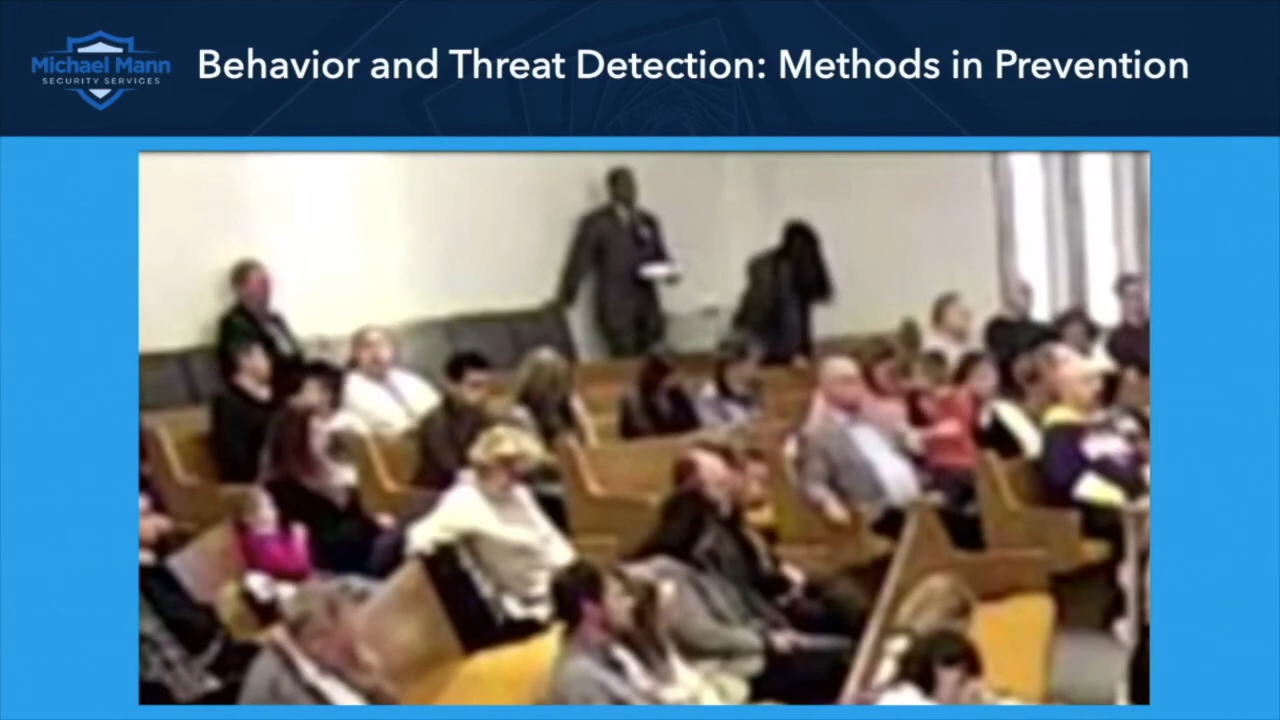 Michael Mann
SECURITY SERVICES
Behavior and Threat Detection: Methods in Prevention